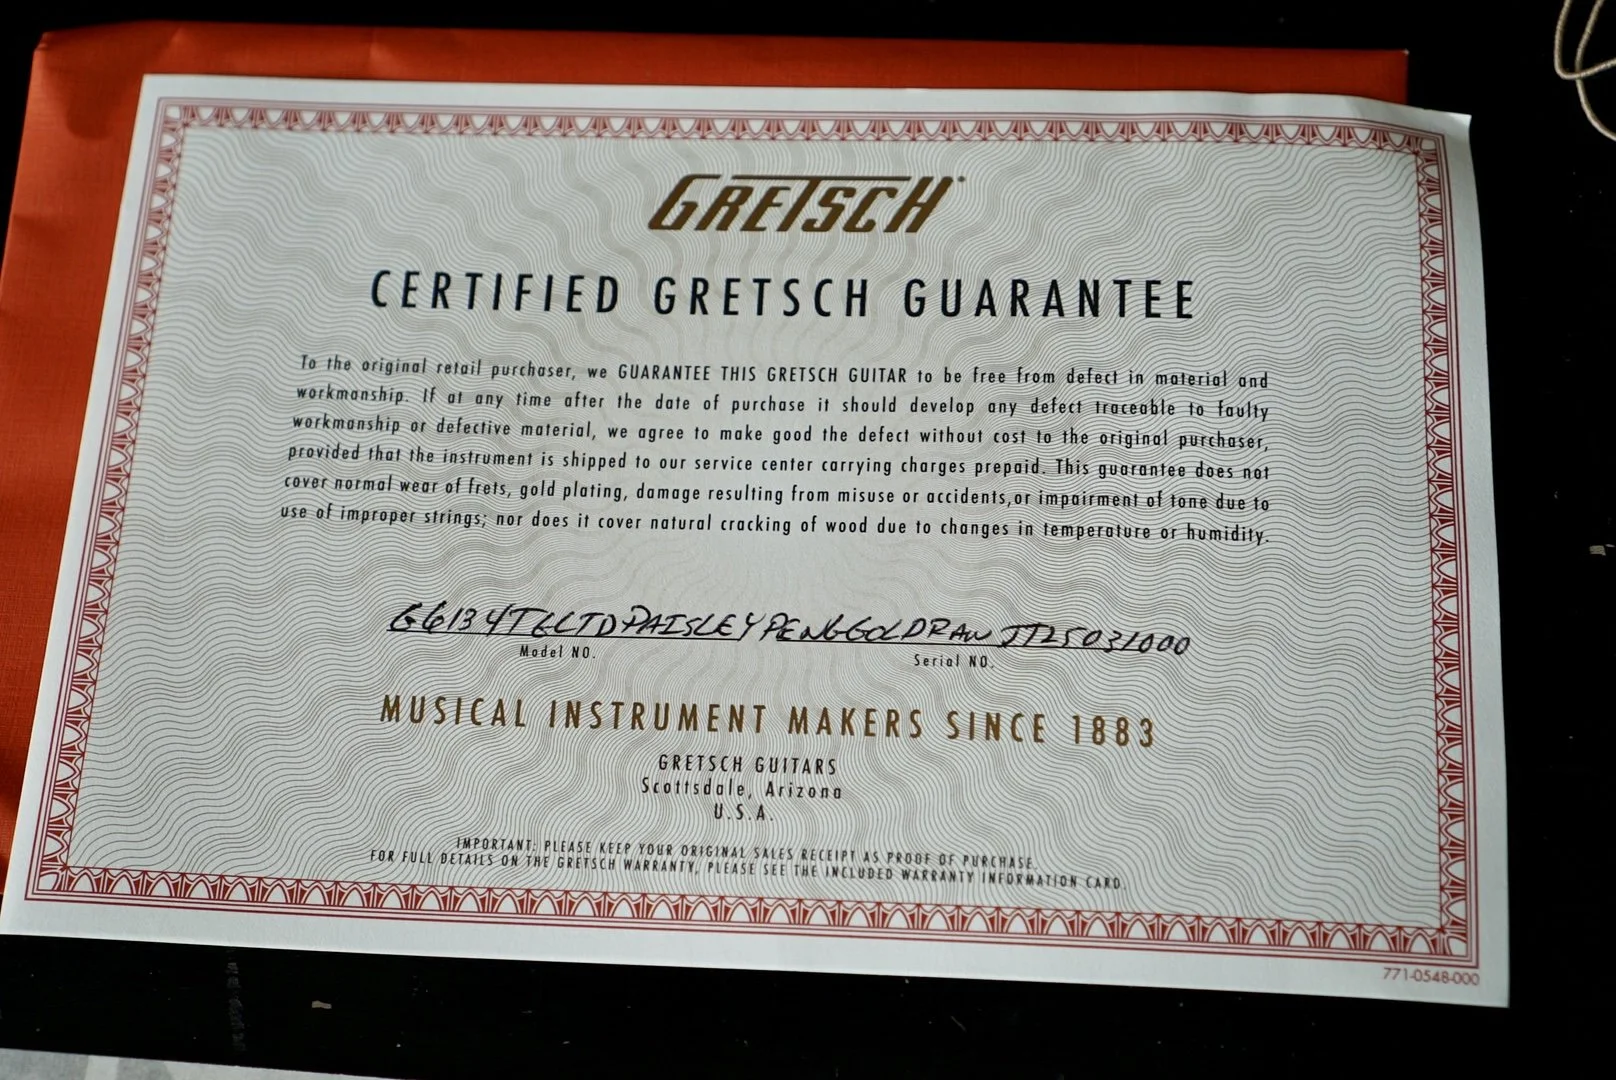 GRETSCH
CERTIFIED GRETSCH GUARANTEE
To the original retail purchaser, we GUARANTEE THIS GRETSCH GUITAR to be free from defect in material and
workmanship. If at any time after the date of purchase it should develop any defect traceable to faulty
workmanship or defective material, we agree to make good the defect without cost to the original purchaser,
provided that the instrument is shipped to our service center carrying charges prepaid. This guarantee does not
cover normal wear of frets, gold plating, damage resulting from misuse or accidents,or impairment of tone due to
use of improper strings; nor does it cover natural cracking of wood due to changes in temperature or humidity.
G6134TGLTDPAISLEYPENGGOLDRAW JT25031000
Model NO. Serial NO.
MUSICAL INSTRUMENT MAKERS SINCE 1883
GRETSCH GUITARS
Scottsdale, Arizona
U.S.A.
IMPORTANT: PLEASE KEEP YOUR ORIGINAL SALES RECEIPT AS PROOF OF PURCHASE.
FOR FULL DETAILS ON THE GRETSCH WARRANTY, PLEASE SEE THE INCLUDED WARRANTY INFORMATION CARD.
771-0548-000